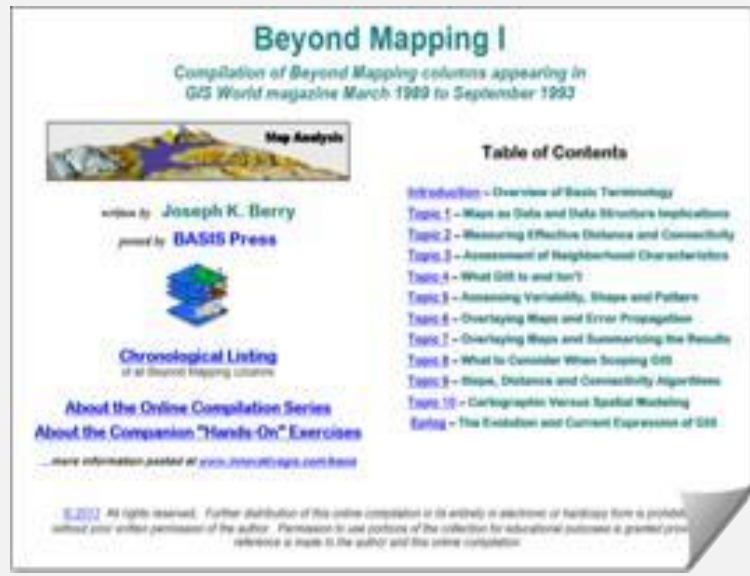 Beyond Mapping I
Compilation of Beyond Mapping columns appearing in
GIS World magazine March 1989 to September 1993
Map Analysis
written by Joseph K. Berry
posted by BASIS Press
Chronological Listing
of all Beyond Mapping columns
About the Online Compilation Series
About the Companion "Hands-On" Exercises
...more information posted at www.innovativegis.com/basis
Table of Contents
Introduction – Overview of Basic Terminology
Topic 1 – Maps as Data and Data Structure Implications
Topic 2 – Measuring Effective Distance and Connectivity
Topic 3 – Assessment of Neighborhood Characteristics
Topic 4 – What GIS Is and Isn't
Topic 5 – Assessing Variability, Shape and Pattern
Topic 6 – Overlaying Maps and Error Propagation
Topic 7 – Overlaying Maps and Summarizing the Results
Topic 8 – What to Consider When Scoping GIS
Topic 9 – Slope, Distance and Connectivity Algorithms
Topic 10 – Cartographic Versus Spatial Modeling
Epilog – The Evolution and Current Expression of GIS
© 2013 All rights reserved. Further distribution of this online compilation in its entirety in electronic or hardcopy form is prohibit
without prior written permission of the author. Permission to use portions of the collection for educational purposes is granted prov
reference is made to the author and this online compilation